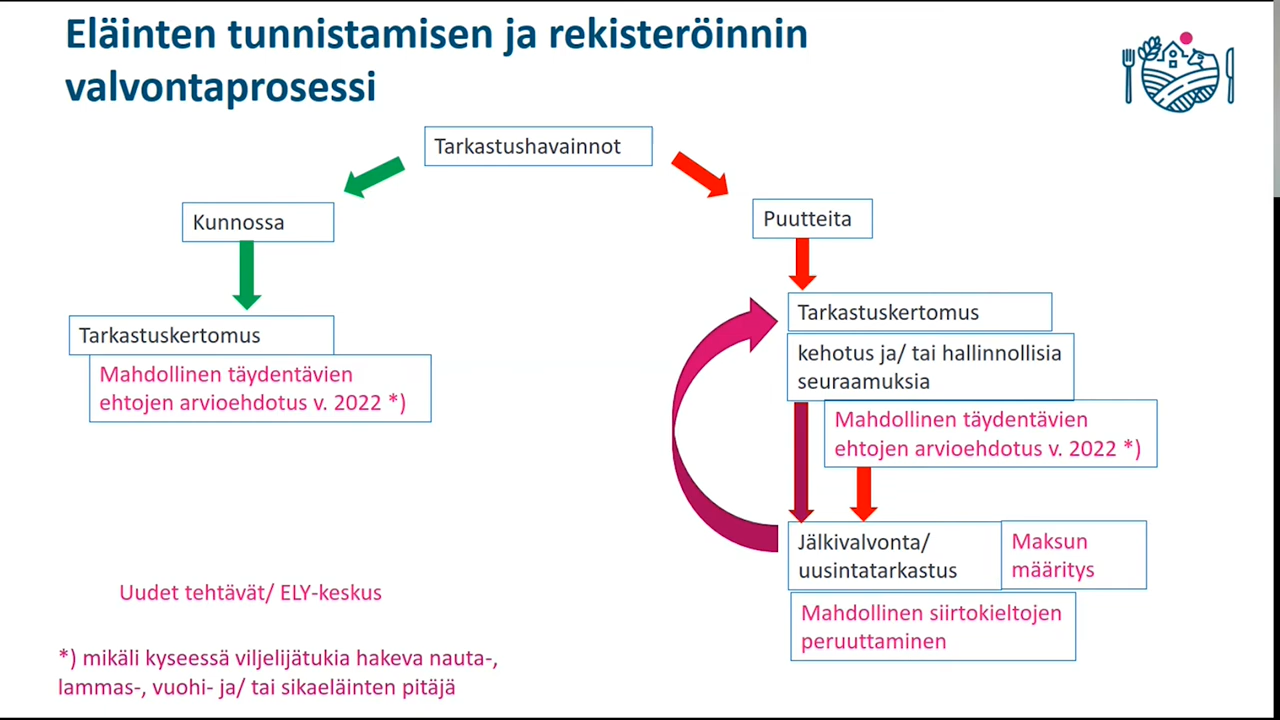 Eläinten tunnistamisen ja rekisteröinnin
valvontaprosessi
Tarkastushavainnot
Kunnossa
Puutteita
Tarkastuskertomus
Mahdollinen täydentävien
ehtojen arvioehdotus v. 2022 *)
Tarkastuskertomus
kehotus ja/ tai hallinnollisia
seuraamuksia
Mahdollinen täydentävien
ehtojen arvioehdotus v. 2022 *)
Jälkivalvonta/
uusintatarkastus
Maksun
määritys
Mahdollinen siirtokieltojen
peruuttaminen
Uudet tehtävät/ ELY-keskus
*) mikäli kyseessä viljelijätukia hakeva nauta-,
lammas-, vuohi- ja/ tai sikaeläinten pitäjä